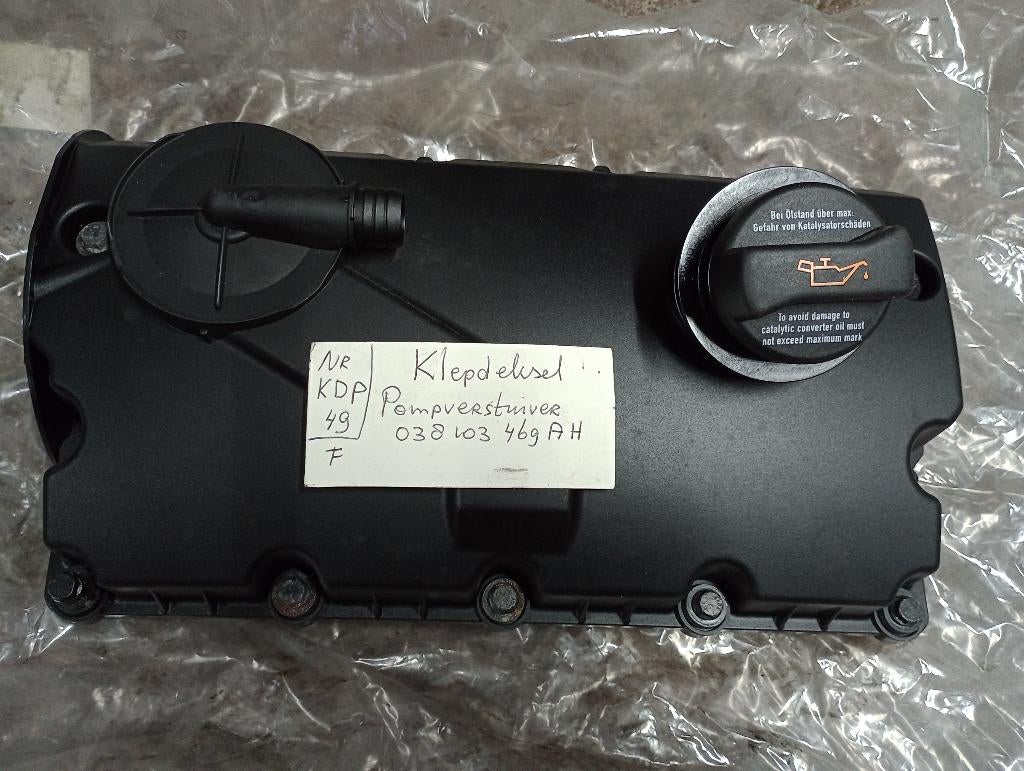 Bei Ölstand über max:
Gefahr von Katalysatorschäden
To avoid damage to
catalytic converter oil must
not exceed maximum mark
NR
KDP
49
F
Klepdeksel
Pompverstuiver
038 103 469 AH